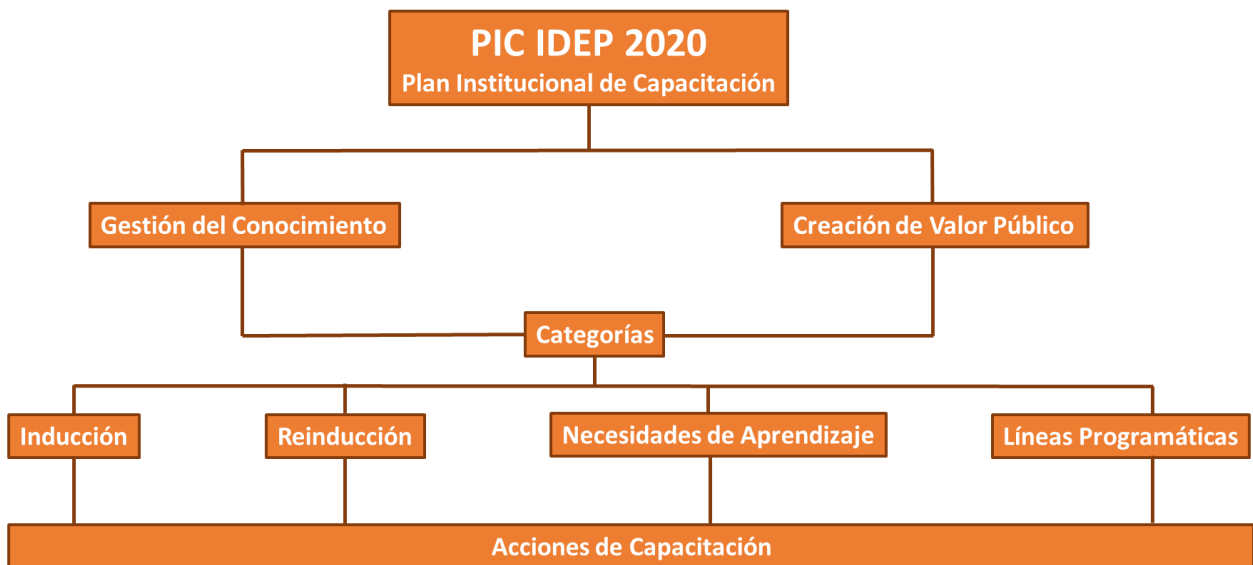 PIC IDEP 2020
Plan Institucional de Capacitación
Gestión del Conocimiento
Creación de Valor Público
Categorías
Inducción
Reinducción
Necesidades de Aprendizaje
Líneas Programáticas
Acciones de Capacitación